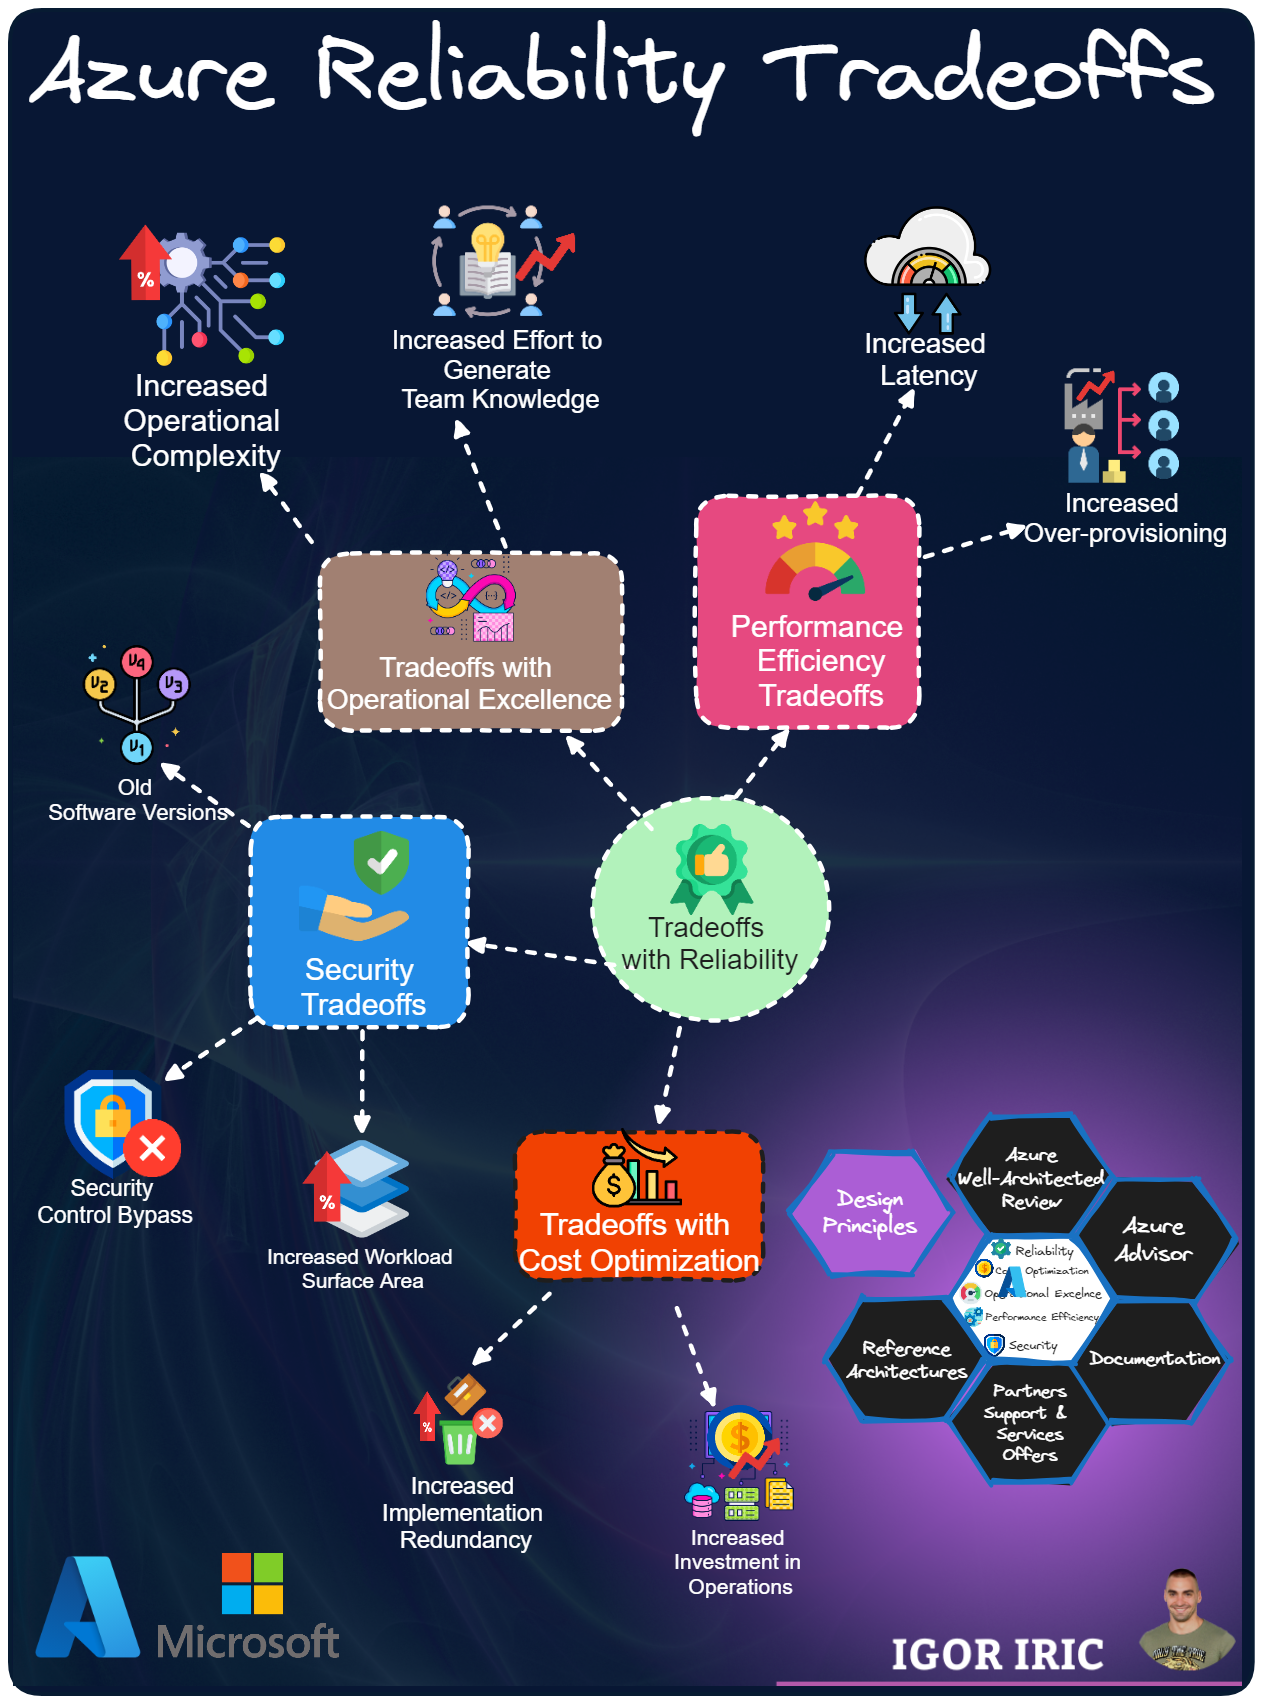 Azure Reliability Tradeoffs
%
Increased
Operational
Complexity
Increased Effort to
Generate
Team Knowledge
Increased
Latency
Increased
Over-provisioning
</>
{--}
Tradeoffs with
Operational Excellence
Performance
Efficiency
Tradeoffs
V4
V2
V3
V1
Old
Software Versions
Security
Tradeoffs
Tradeoffs
with Reliability
Security
Control Bypass
%
Increased Workload
Surface Area
$
Tradeoffs with
Cost Optimization
Design
Principles
Azure
Well-Architected
Review
Azure
Advisor
Reliability
Optimization
Excelnce
Performance Efficiency
Security
Reference
Architectures
Documentation
Partners
Support &
Services
Offers
%
Increased
Implementation
Redundancy
$
Increased
Investment in
Operations
Microsoft
IGOR IRIC